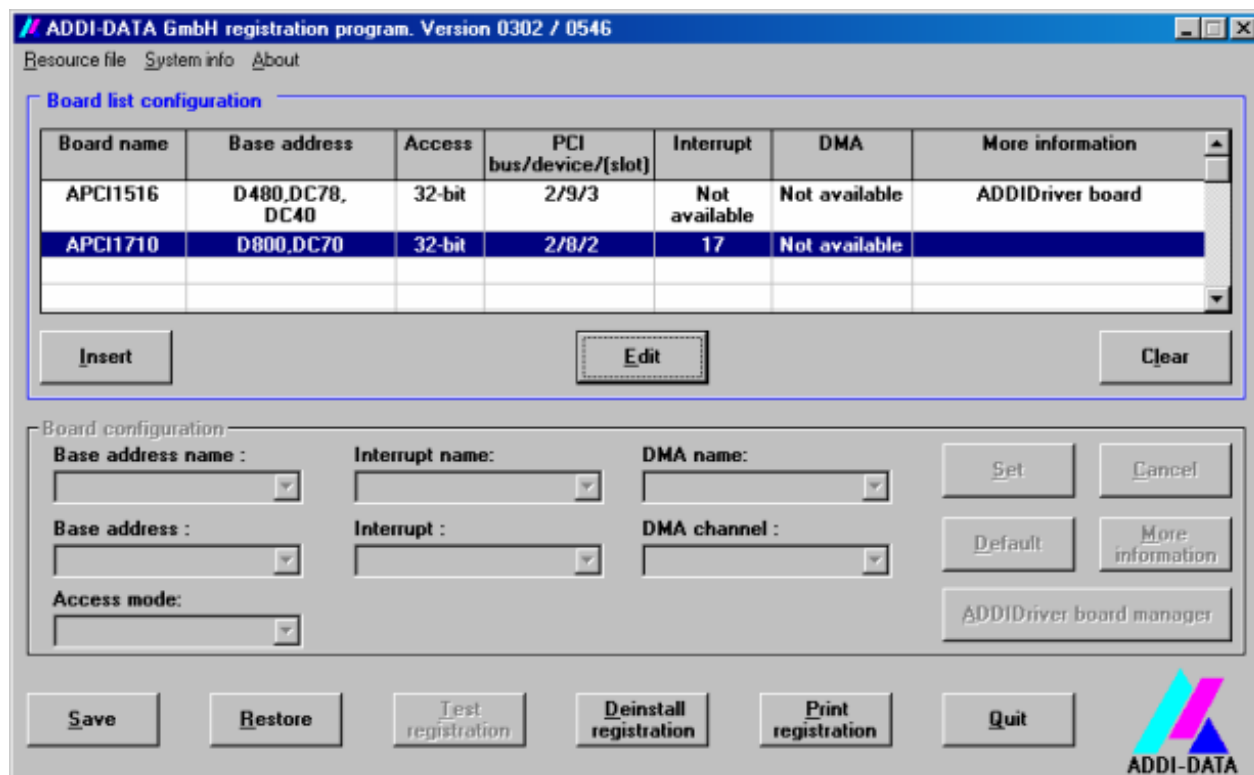 ADDI-DATA GmbH registration program. Version 0302 / 0546
Resource file System info About
Board list configuration
Board name Base address Access PCI bus/device/(slot) Interrupt DMA More information
APCI1516 D480,DC78, DC40 32-bit 2/9/3 Not available Not available ADDIDriver board
APCI1710 D800,DC70 32-bit 2/8/2 17 Not available
Insert Edit Clear
Board configuration
Base address name : Interrupt name: DMA name:
Set Cancel
Base address : Interrupt : DMA channel :
Default More information
Access mode:
ADDIDriver board manager
Save Restore Test registration Deinstall registration Print registration Quit
ADDI-DATA